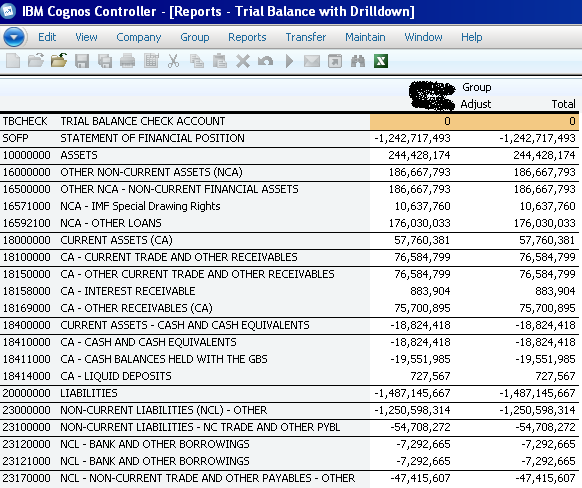 IBM Cognos Controller - [Reports - Trial Balance with Drilldown]
Edit View Company Group Reports Transfer Maintain Window Help
Group
Adjust Total
TBCHECK TRIAL BALANCE CHECK ACCOUNT 0 0
SOFP STATEMENT OF FINANCIAL POSITION -1,242,717,493 -1,242,717,493
10000000 ASSETS 244,428,174 244,428,174
16000000 OTHER NON-CURRENT ASSETS (NCA) 186,667,793 186,667,793
16500000 OTHER NCA - NON-CURRENT FINANCIAL ASSETS 186,667,793 186,667,793
16571000 NCA - IMF Special Drawing Rights 10,637,760 10,637,760
16592100 NCA - OTHER LOANS 176,030,033 176,030,033
18000000 CURRENT ASSETS (CA) 57,760,381 57,760,381
18100000 CA - CURRENT TRADE AND OTHER RECEIVABLES 76,584,799 76,584,799
18150000 CA - OTHER CURRENT TRADE AND OTHER RECEIVABLES 76,584,799 76,584,799
18158000 CA - INTEREST RECEIVABLE 883,904 883,904
18169000 CA - OTHER RECEIVABLES (CA) 75,700,895 75,700,895
18400000 CURRENT ASSETS - CASH AND CASH EQUIVALENTS -18,824,418 -18,824,418
18410000 CA - CASH AND CASH EQUIVALENTS -18,824,418 -18,824,418
18411000 CA - CASH BALANCES HELD WITH THE GBS -19,551,985 -19,551,985
18414000 CA - LIQUID DEPOSITS 727,567 727,567
20000000 LIABILITIES -1,487,145,667 -1,487,145,667
23000000 NON-CURRENT LIABILITIES (NCL) - OTHER -1,250,598,314 -1,250,598,314
23100000 NON-CURRENT LIABILITIES - NC TRADE AND OTHER PYBL -54,708,272 -54,708,272
23120000 NCL - BANK AND OTHER BORROWINGS -7,292,665 -7,292,665
23121000 NCL - BANK AND OTHER BORROWINGS -7,292,665 -7,292,665
23170000 NCL - NON-CURRENT TRADE AND OTHER PAYABLES - OTHER -47,415,607 -47,415,607